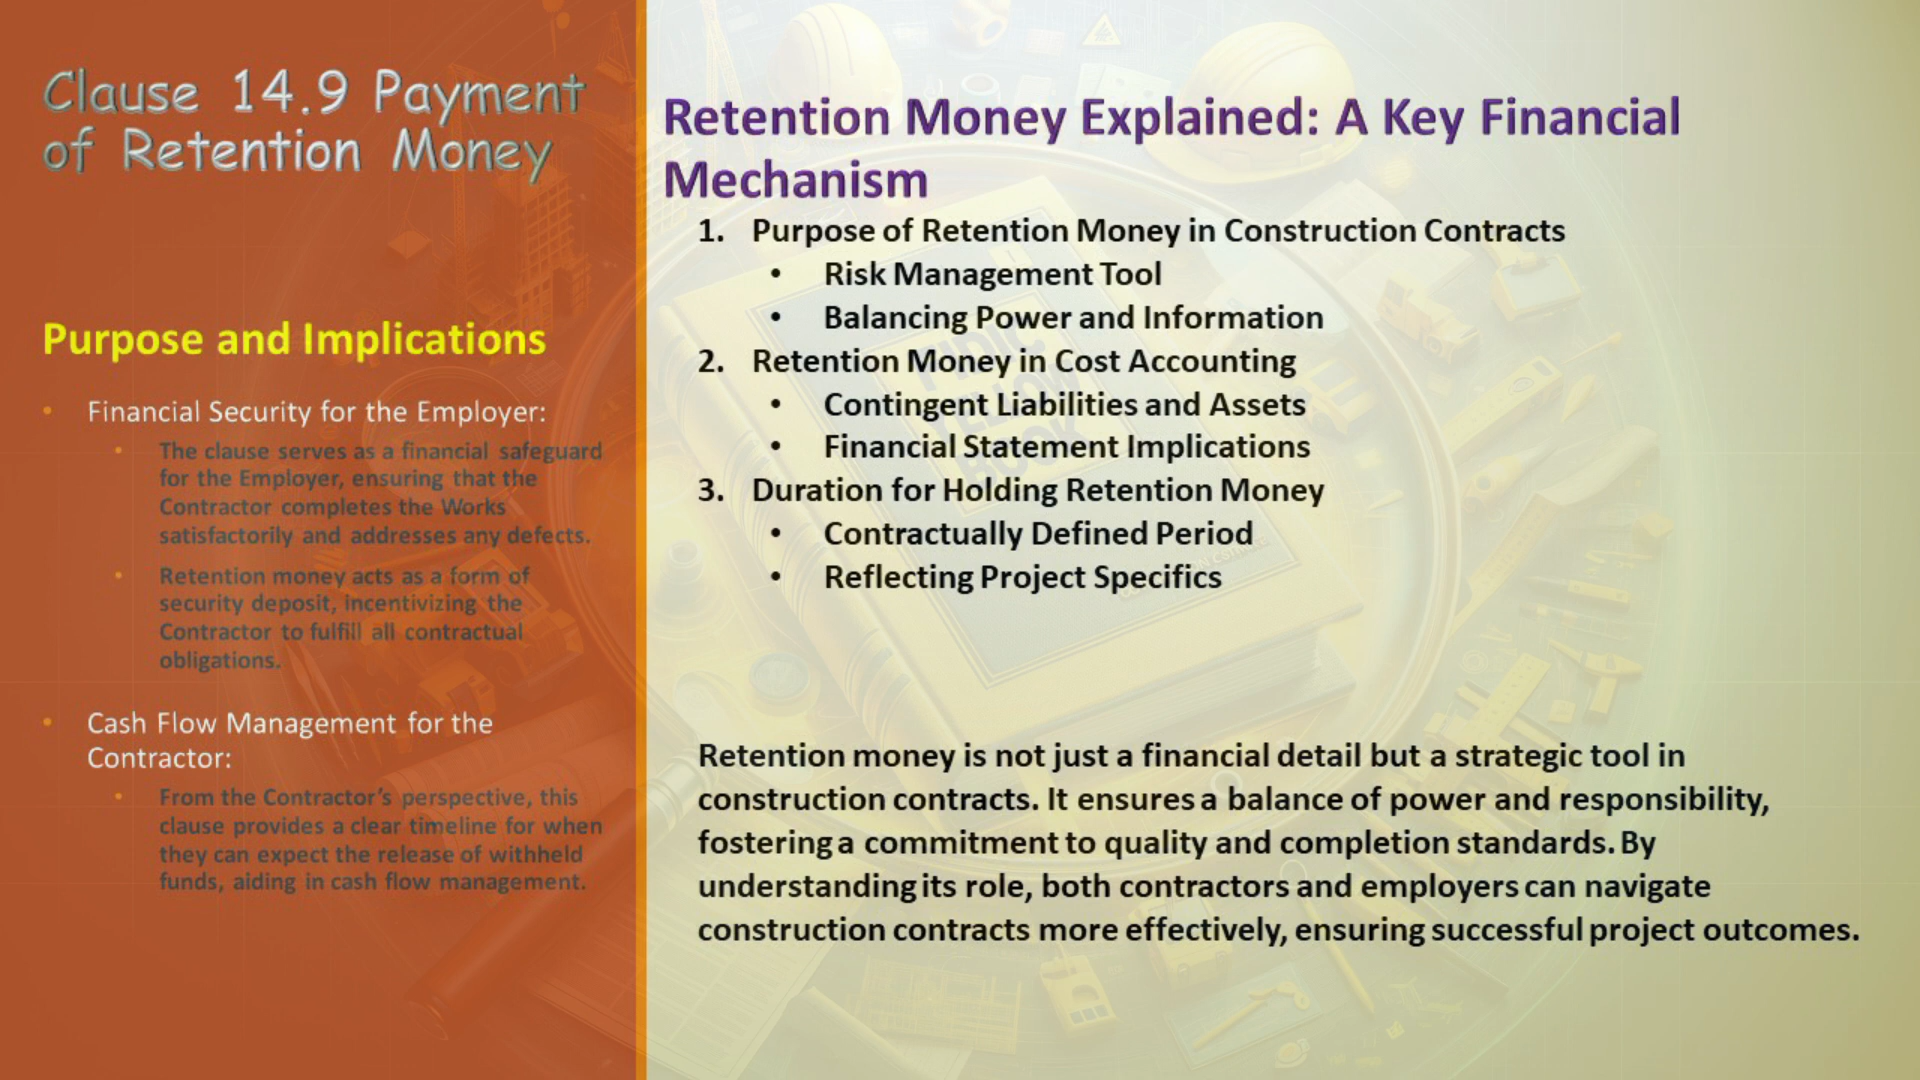 Clause 14.9 Payment
of Retention Money
Purpose and Implications
• Financial Security for the Employer:
• The clause serves as a financial safeguard
for the Employer, ensuring that the
Contractor completes the Works
satisfactorily and addresses any defects.
• Retention money acts as a form of
security deposit, incentivizing the
Contractor to fulfill all contractual
obligations.
• Cash Flow Management for the
Contractor:
• From the Contractor's perspective, this
clause provides a clear timeline for when
they can expect the release of withheld
funds, aiding in cash flow management.
Retention Money Explained: A Key Financial
Mechanism
1. Purpose of Retention Money in Construction Contracts
• Risk Management Tool
• Balancing Power and Information
2. Retention Money in Cost Accounting
• Contingent Liabilities and Assets
• Financial Statement Implications
3. Duration for Holding Retention Money
• Contractually Defined Period
• Reflecting Project Specifics
Retention money is not just a financial detail but a strategic tool in
construction contracts. It ensures a balance of power and responsibility,
fostering a commitment to quality and completion standards. By
understanding its role, both contractors and employers can navigate
construction contracts more effectively, ensuring successful project outcomes.
FIDIC
YELLOW
BOOK